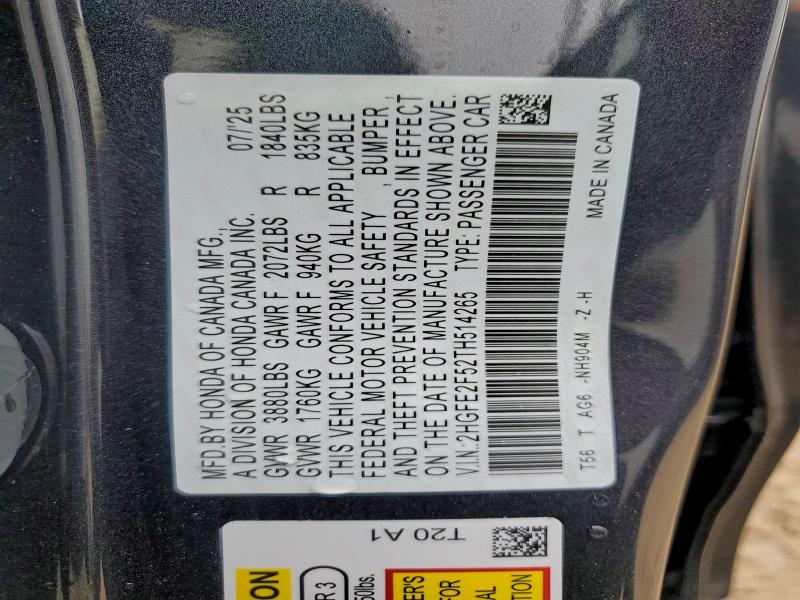 MFD.BY HONDA OF CANADA MFG., 07/'25
A DIVISION OF HONDA CANADA INC.
GVWR 3880LBS GAWR F 2072LBS R 1840LBS
GVWR 1760KG GAWR F 940KG R 835KG
THIS VEHICLE CONFORMS TO ALL APPLICABLE
FEDERAL MOTOR VEHICLE SAFETY , BUMPER ,
AND THEFT PREVENTION STANDARDS IN EFFECT
ON THE DATE OF MANUFACTURE SHOWN ABOVE.
V.I.N.:2HGFE2F52TH514265 TYPE: PASSENGER CAR
T56 T AG6 -NH904M -Z -H MADE IN CANADA
T20 A1
50lbs.
FOR